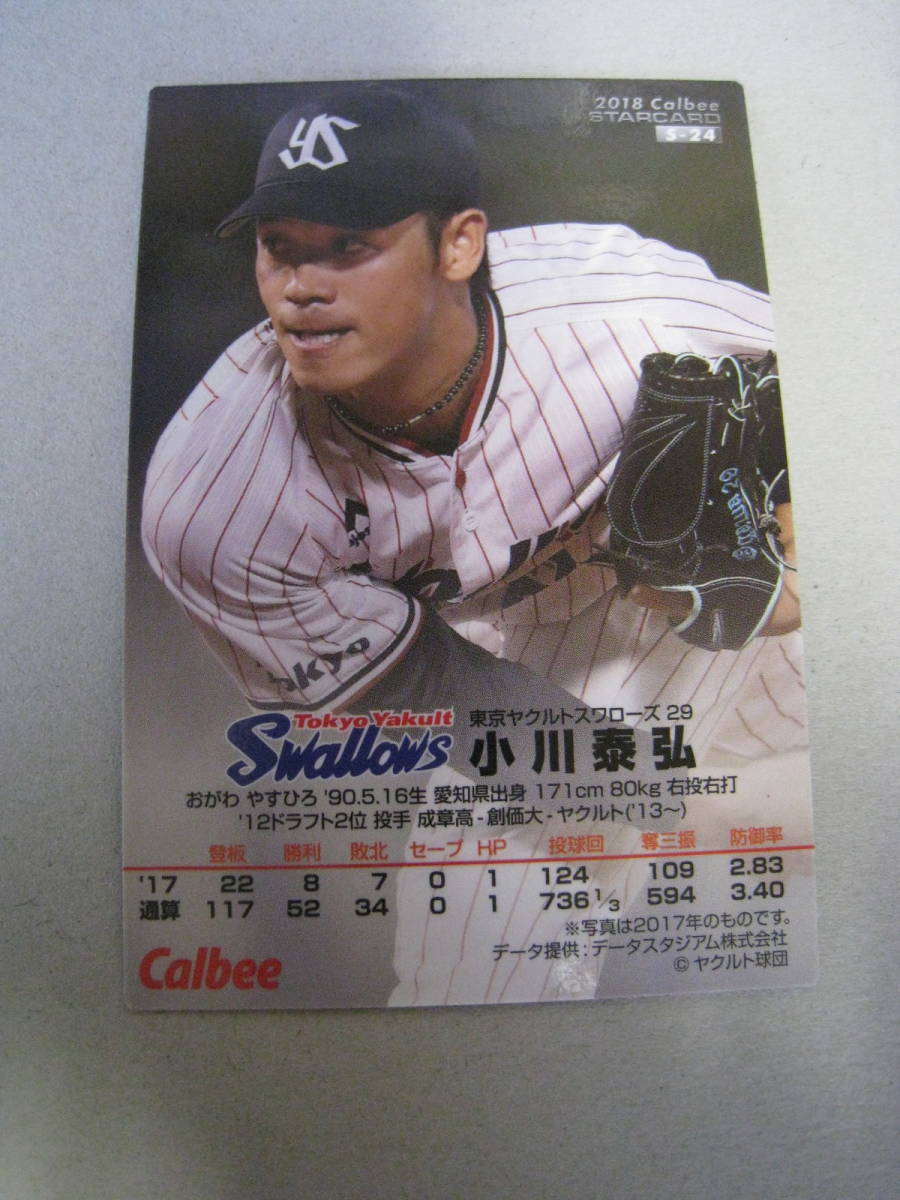 2018 Calbee
STARCARD
S-24
YS
Ogawa 29
okyo
Tokyo Yakult
Swallows
東京ヤクルトスワローズ 29
小川泰弘
おがわ やすひろ '90.5.16生 愛知県出身 171cm 80kg 右投右打
'12ドラフト2位 投手 成章高-創価大-ヤクルト('13〜)
登板 勝利 敗北 セーブ HP 投球回 奪三振 防御率
'17 22 8 7 0 1 124 109 2.83
通算 117 52 34 0 1 736 1/3 594 3.40
※写真は2017年のものです。
データ提供:データスタジアム株式会社
© ヤクルト球団
Calbee